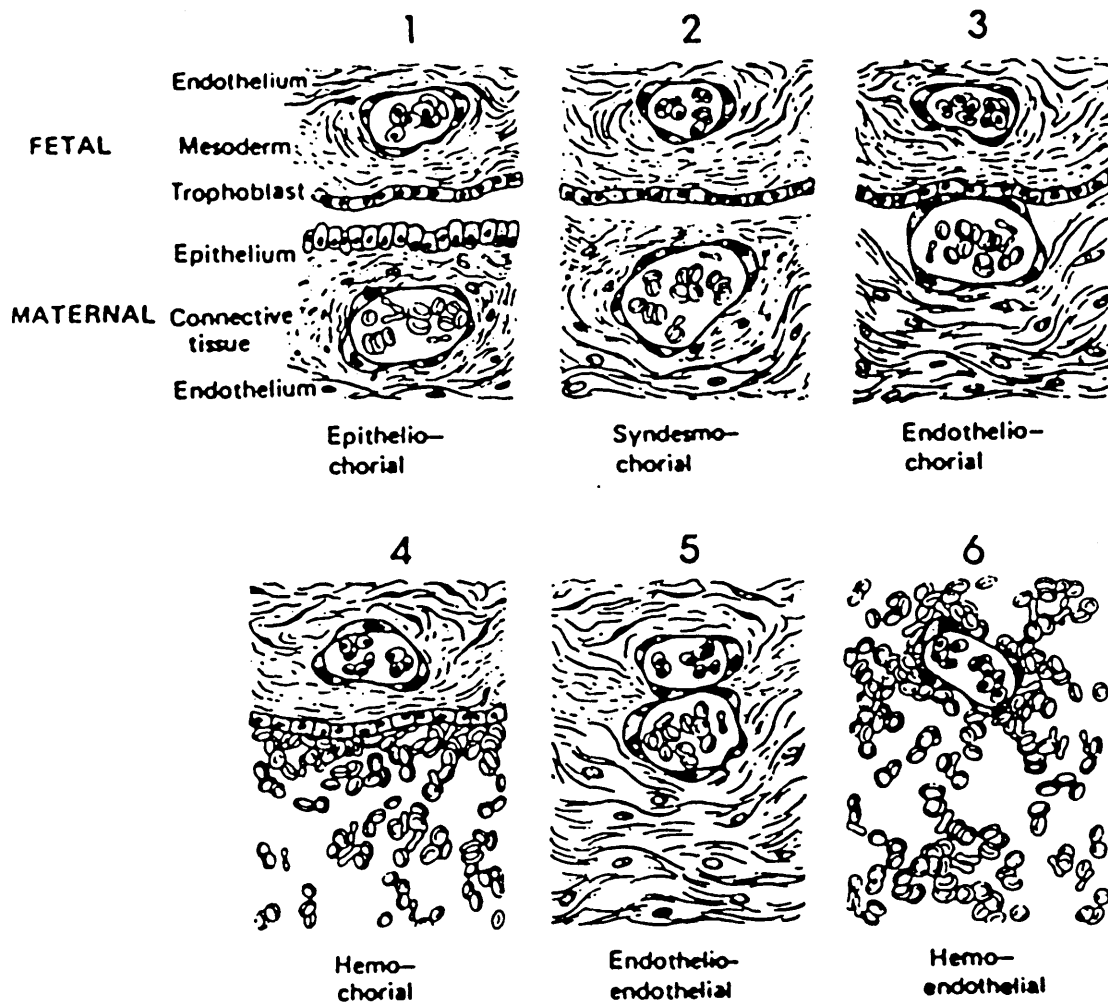 1 2 3
Endothelium
FETAL Mesoderm
Trophoblast
Epithelium
MATERNAL Connective
tissue
Endothelium
Epithelio–
chorial
Syndesmo–
chorial
Endothelio–
chorial
4 5 6
Hemo–
chorial
Endothelio-
endothelial
Hemo–
endothelial